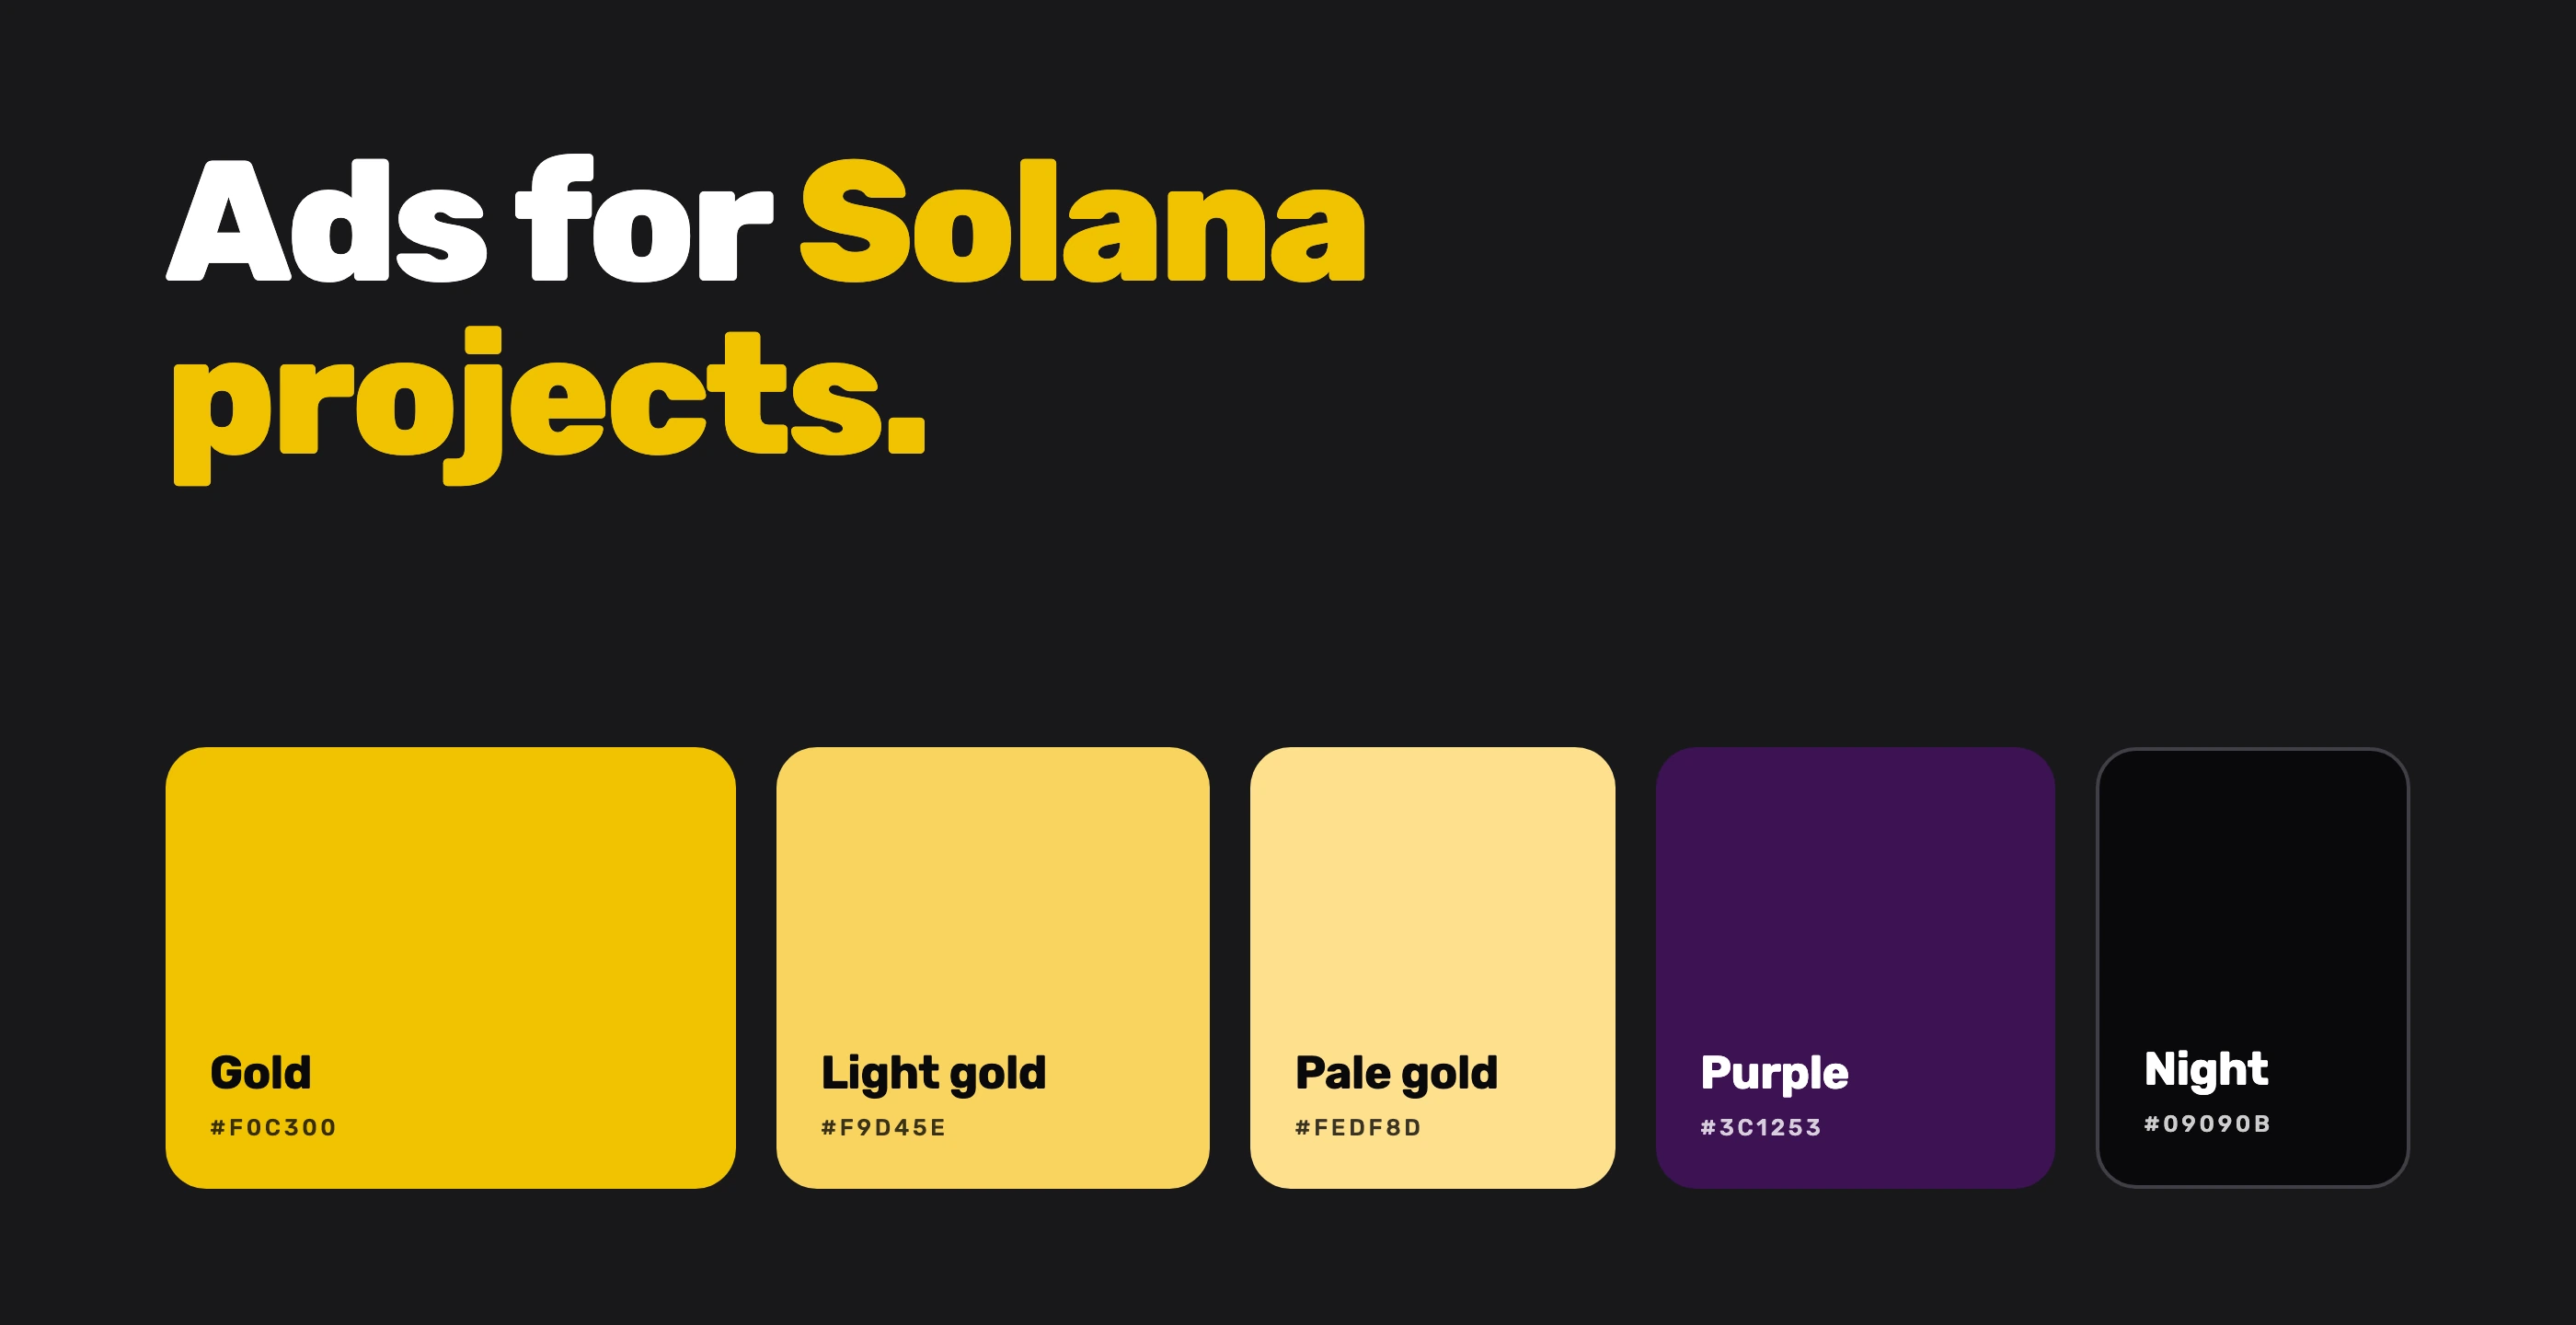 Ads for Solana
projects.
Gold
#F0C300
Light gold
#F9D45E
Pale gold
#FEDF8D
Purple
#3C1253
Night
#09090B